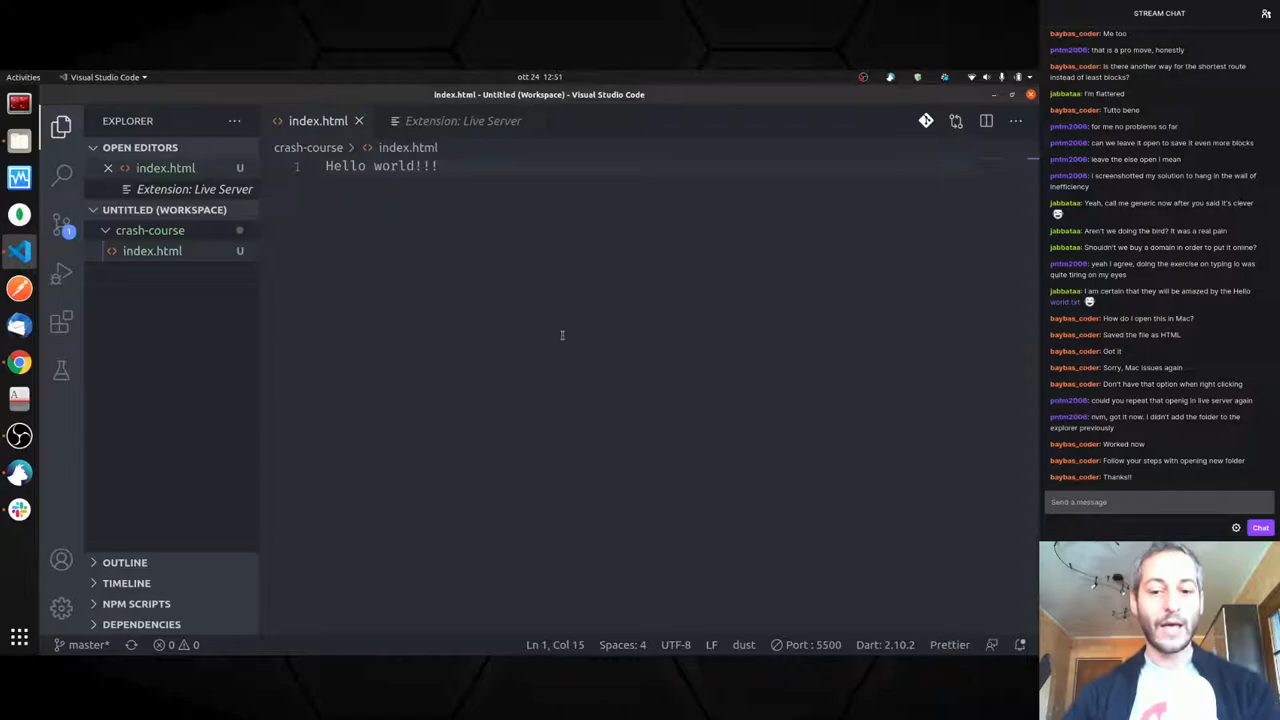 STREAM CHAT
baybas_coder: Me too
pntm2006: that is a pro move, honestly
baybas_coder: Is there another way for the shortest route
instead of least blocks?
jabbataa: I'm flattered
baybas_coder: Tutto bene
pntm2006: for me no problems so far
pntm2006: can we leave it open to save it even more blocks
pntm2006: leave the else open I mean
pntm2006: I screenshotted my solution to hang in the wall of
inefficiency
jabbataa: Yeah, call me generic now after you said it's clever
jabbataa: Aren't we doing the bird? It was a real pain
jabbataa: Shouldn't we buy a domain in order to put it online?
pntm2006: yeah I agree, doing the exercise on typing io was
quite tiring on my eyes
jabbataa: I am certain that they will be amazed by the Hello
world txt
baybas_coder: How do I open this in Mac?
baybas_coder: Saved the file as HTML
baybas_coder: Got it
baybas_coder: Sorry, Mac issues again
baybas_coder: Don't have that option when right clicking
pntm2006: could you repeat that openig in live server again
pntm2006: nvm, got it now. I didn't add the folder to the
explorer previously
baybas_coder: Worked now
baybas_coder: Follow your steps with opening new folder
baybas_coder: Thanks!!
Send a message
Chat
Activities
Visual Studio Code
ott 24 12:51
index.html - Untitled (Workspace) - Visual Studio Code
EXPLORER
index.html
Extension: Live Server
OPEN EDITORS
index.html U
Extension: Live Server
UNTITLED (WORKSPACE)
crash-course
index.html U
crash-course > index.html
1 Hello world!!!
1
OUTLINE
TIMELINE
NPM SCRIPTS
DEPENDENCIES
master*
0 0
Ln 1, Col 15
Spaces: 4
UTF-8
LF
dust
Port : 5500
Dart: 2.10.2
Prettier